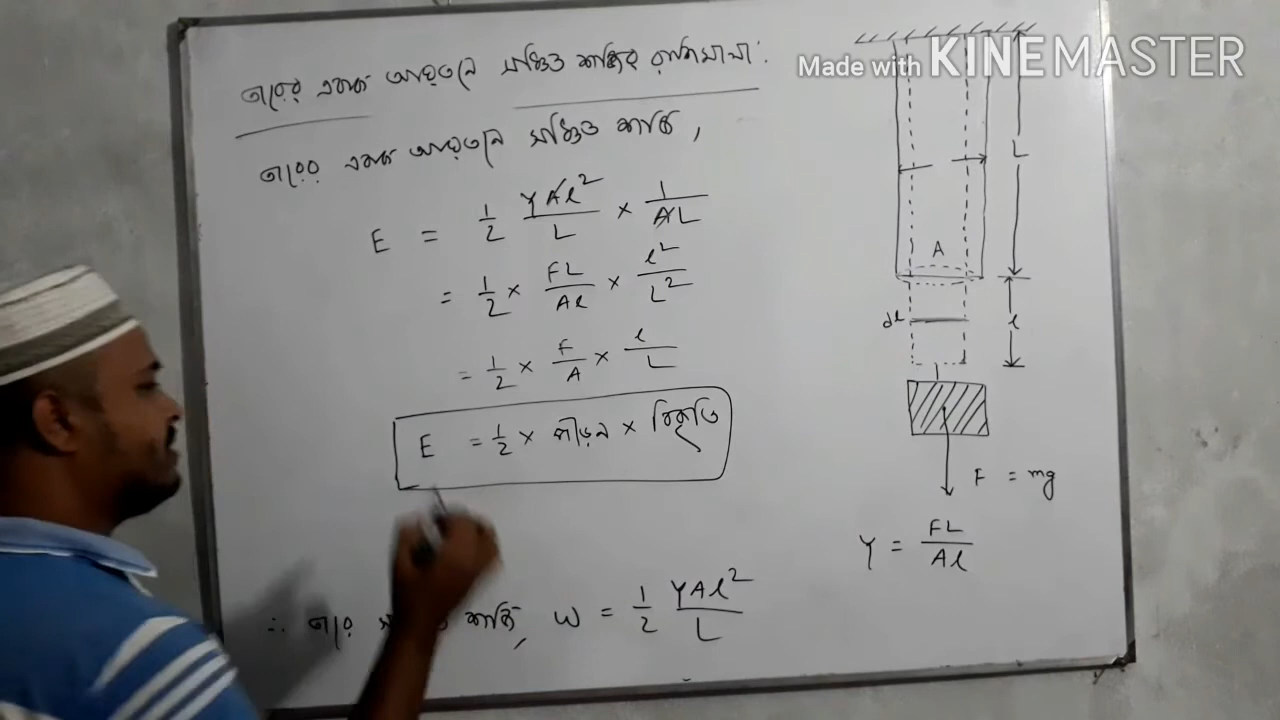 Made with KINEMASTER
তারের একক আয়তনে সঞ্চিত শক্তির রাশিমালা:
তারের একক আয়তনে সঞ্চিত শক্তি,
E = 1/2 YAl²/L × 1/AL
= 1/2 × FL/Al × l²/L²
= 1/2 × F/A × l/L
E = 1/2 × পীড়ন × বিকৃতি
∴ তারে শক্তি, W = 1/2 YAl²/L
L
A
dl
l
F = mg
Y = FL/Al